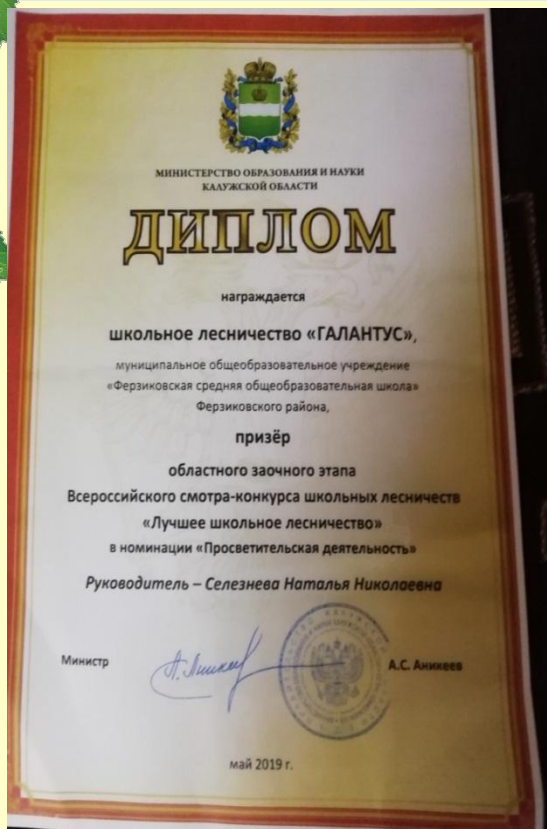 МИНИСТЕРСТВО ОБРАЗОВАНИЯ И НАУКИ
КАЛУЖСКОЙ ОБЛАСТИ
ДИПЛОМ
награждается
школьное лесничество «ГАЛАНТУС»,
муниципальное общеобразовательное учреждение
«Ферзиковская средняя общеобразовательная школа»
Ферзиковского района,
призёр
областного заочного этапа
Всероссийского смотра-конкурса школьных лесничеств
«Лучшее школьное лесничество»
в номинации «Просветительская деятельность»
Руководитель – Селезнева Наталья Николаевна
Министр А.С. Аникеев
май 2019 г.